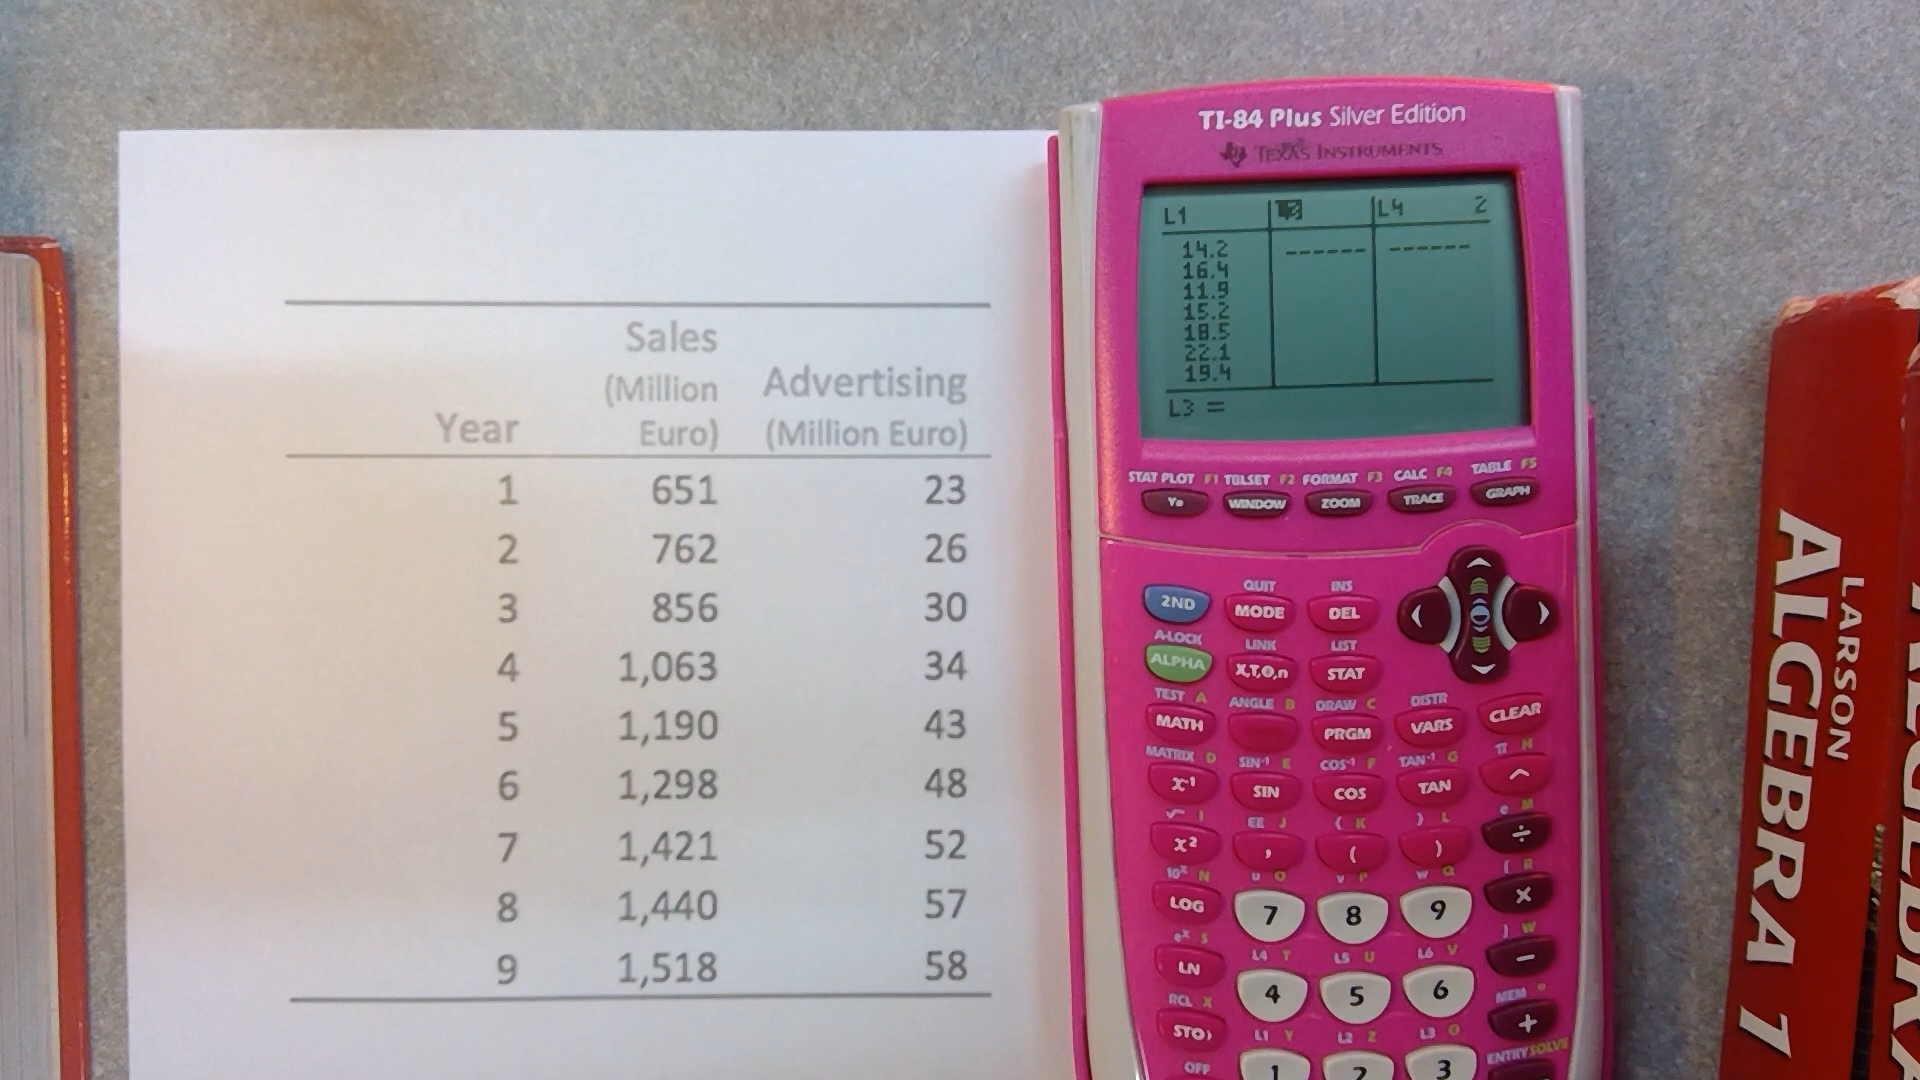 Sales
(Million Advertising
Year Euro) (Million Euro)
1 651 23
2 762 26
3 856 30
4 1,063 34
5 1,190 43
6 1,298 48
7 1,421 52
8 1,440 57
9 1,518 58
TI-84 Plus Silver Edition
TEXAS INSTRUMENTS
L1 L3 L4 2
14.2 ------ ------
16.4
11.9
15.2
18.5
22.1
19.4
L3 =
STAT PLOT F1 TBLSET F2 FORMAT F3 CALC F4 TABLE F5
Y= WINDOW ZOOM TRACE GRAPH
QUIT INS
2ND MODE DEL
A-LOCK LINK LIST
ALPHA X,T,θ,n STAT
TEST A ANGLE B DRAW C DISTR
MATH PRGM VARS CLEAR
MATRIX D SIN⁻¹ E COS⁻¹ F TAN⁻¹ G π H
x⁻¹ SIN COS TAN ^
√ I EE J { K } L e M
x² , ( ) ÷
10ˣ N u O v P w Q [ R
LOG 7 8 9 ×
eˣ S L4 T L5 U L6 V ] W
LN 4 5 6 −
RCL X L1 Y L2 Z L3 θ MEM "
STO› 1 2 3 +
OFF ENTRY SOLVE
LARSON
ALGEBRA 1